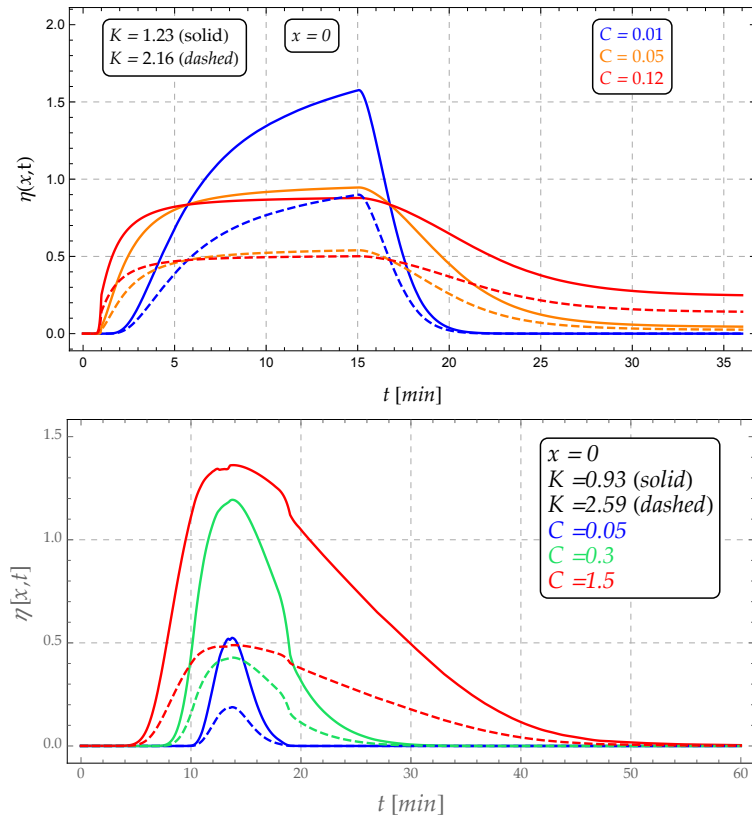 K = 1.23 (solid)
K = 2.16 (dashed)
x = 0
C = 0.01
C = 0.05
C = 0.12
2.0
1.5
1.0
0.5
0.0
η(x,t)
0 5 10 15 20 25 30 35
t [min]
1.5
1.0
0.5
0.0
η[x,t]
x = 0
K =0.93 (solid)
K =2.59 (dashed)
C =0.05
C =0.3
C =1.5
0 10 20 30 40 50 60
t [min]